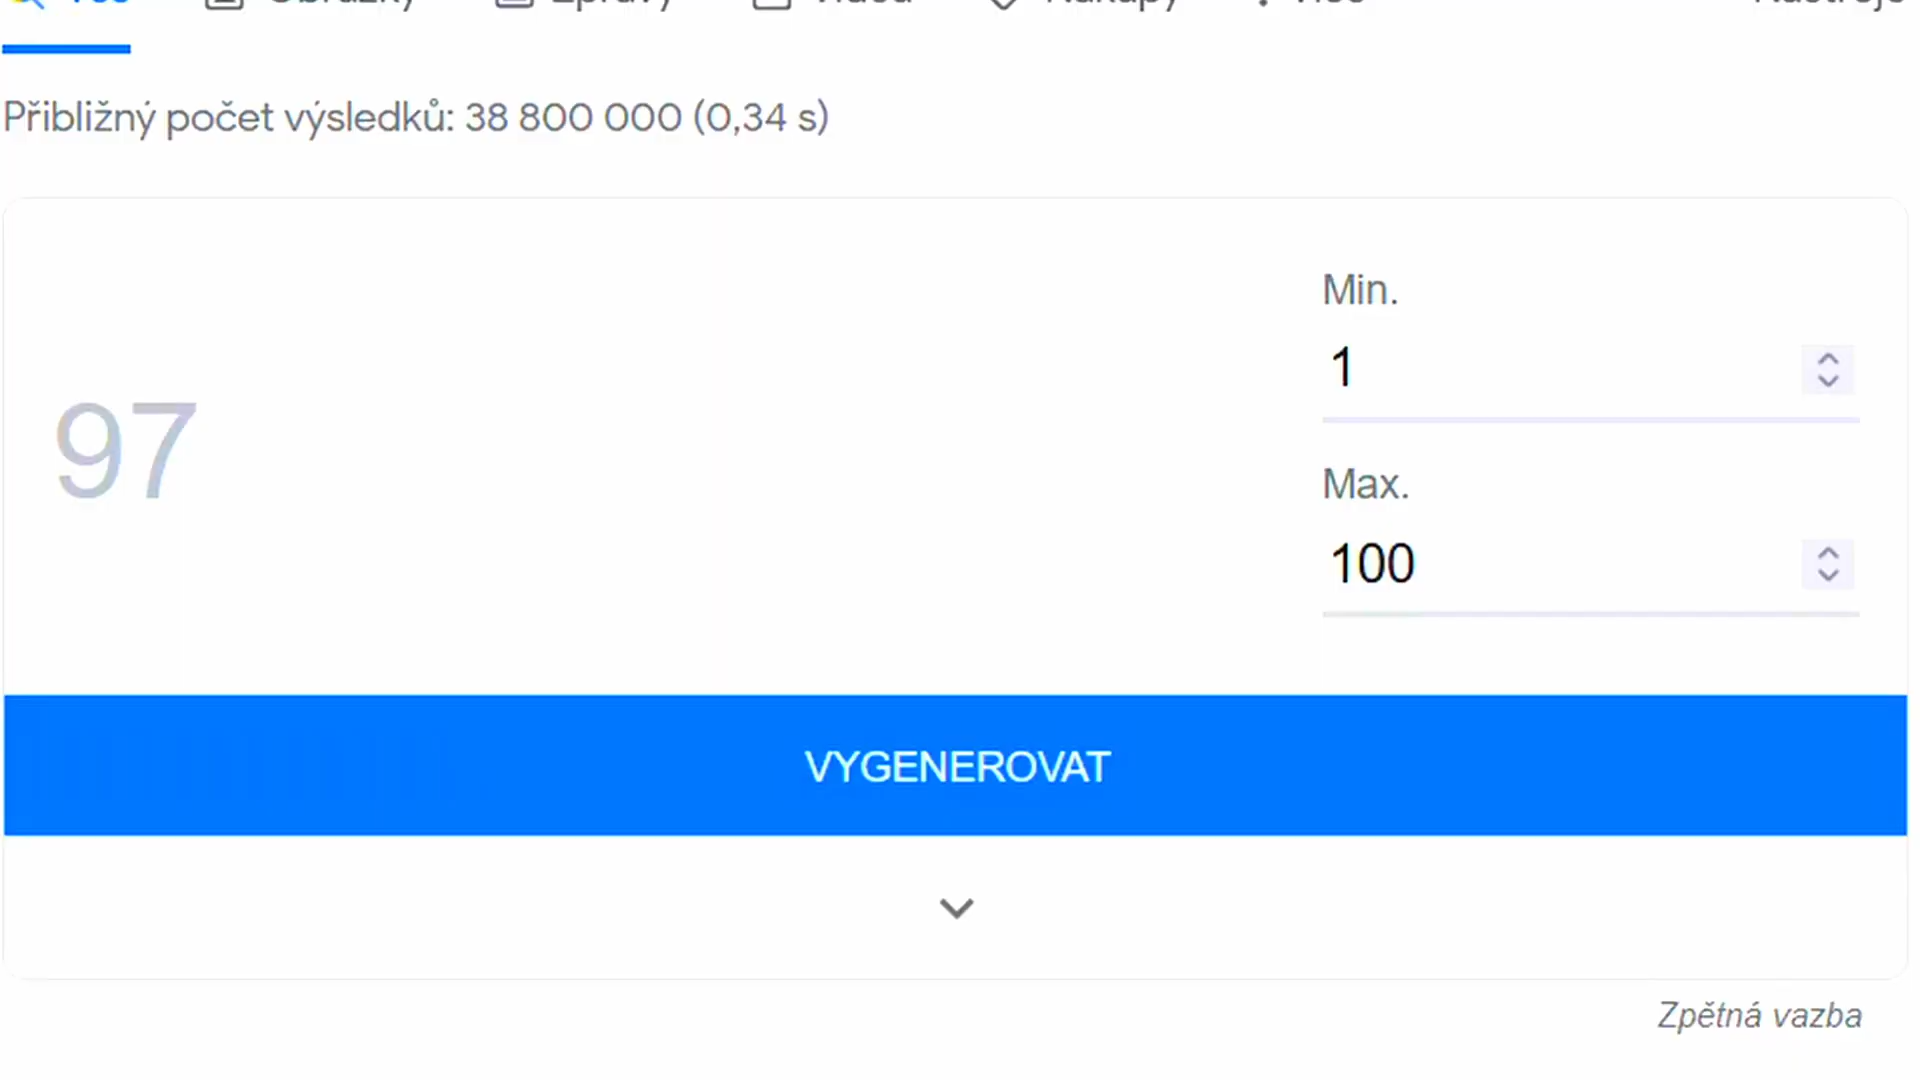 Přibližný počet výsledků: 38 800 000 (0,34 s)
Min.
1
97
Max.
100
VYGENEROVAT
Zpětná vazba